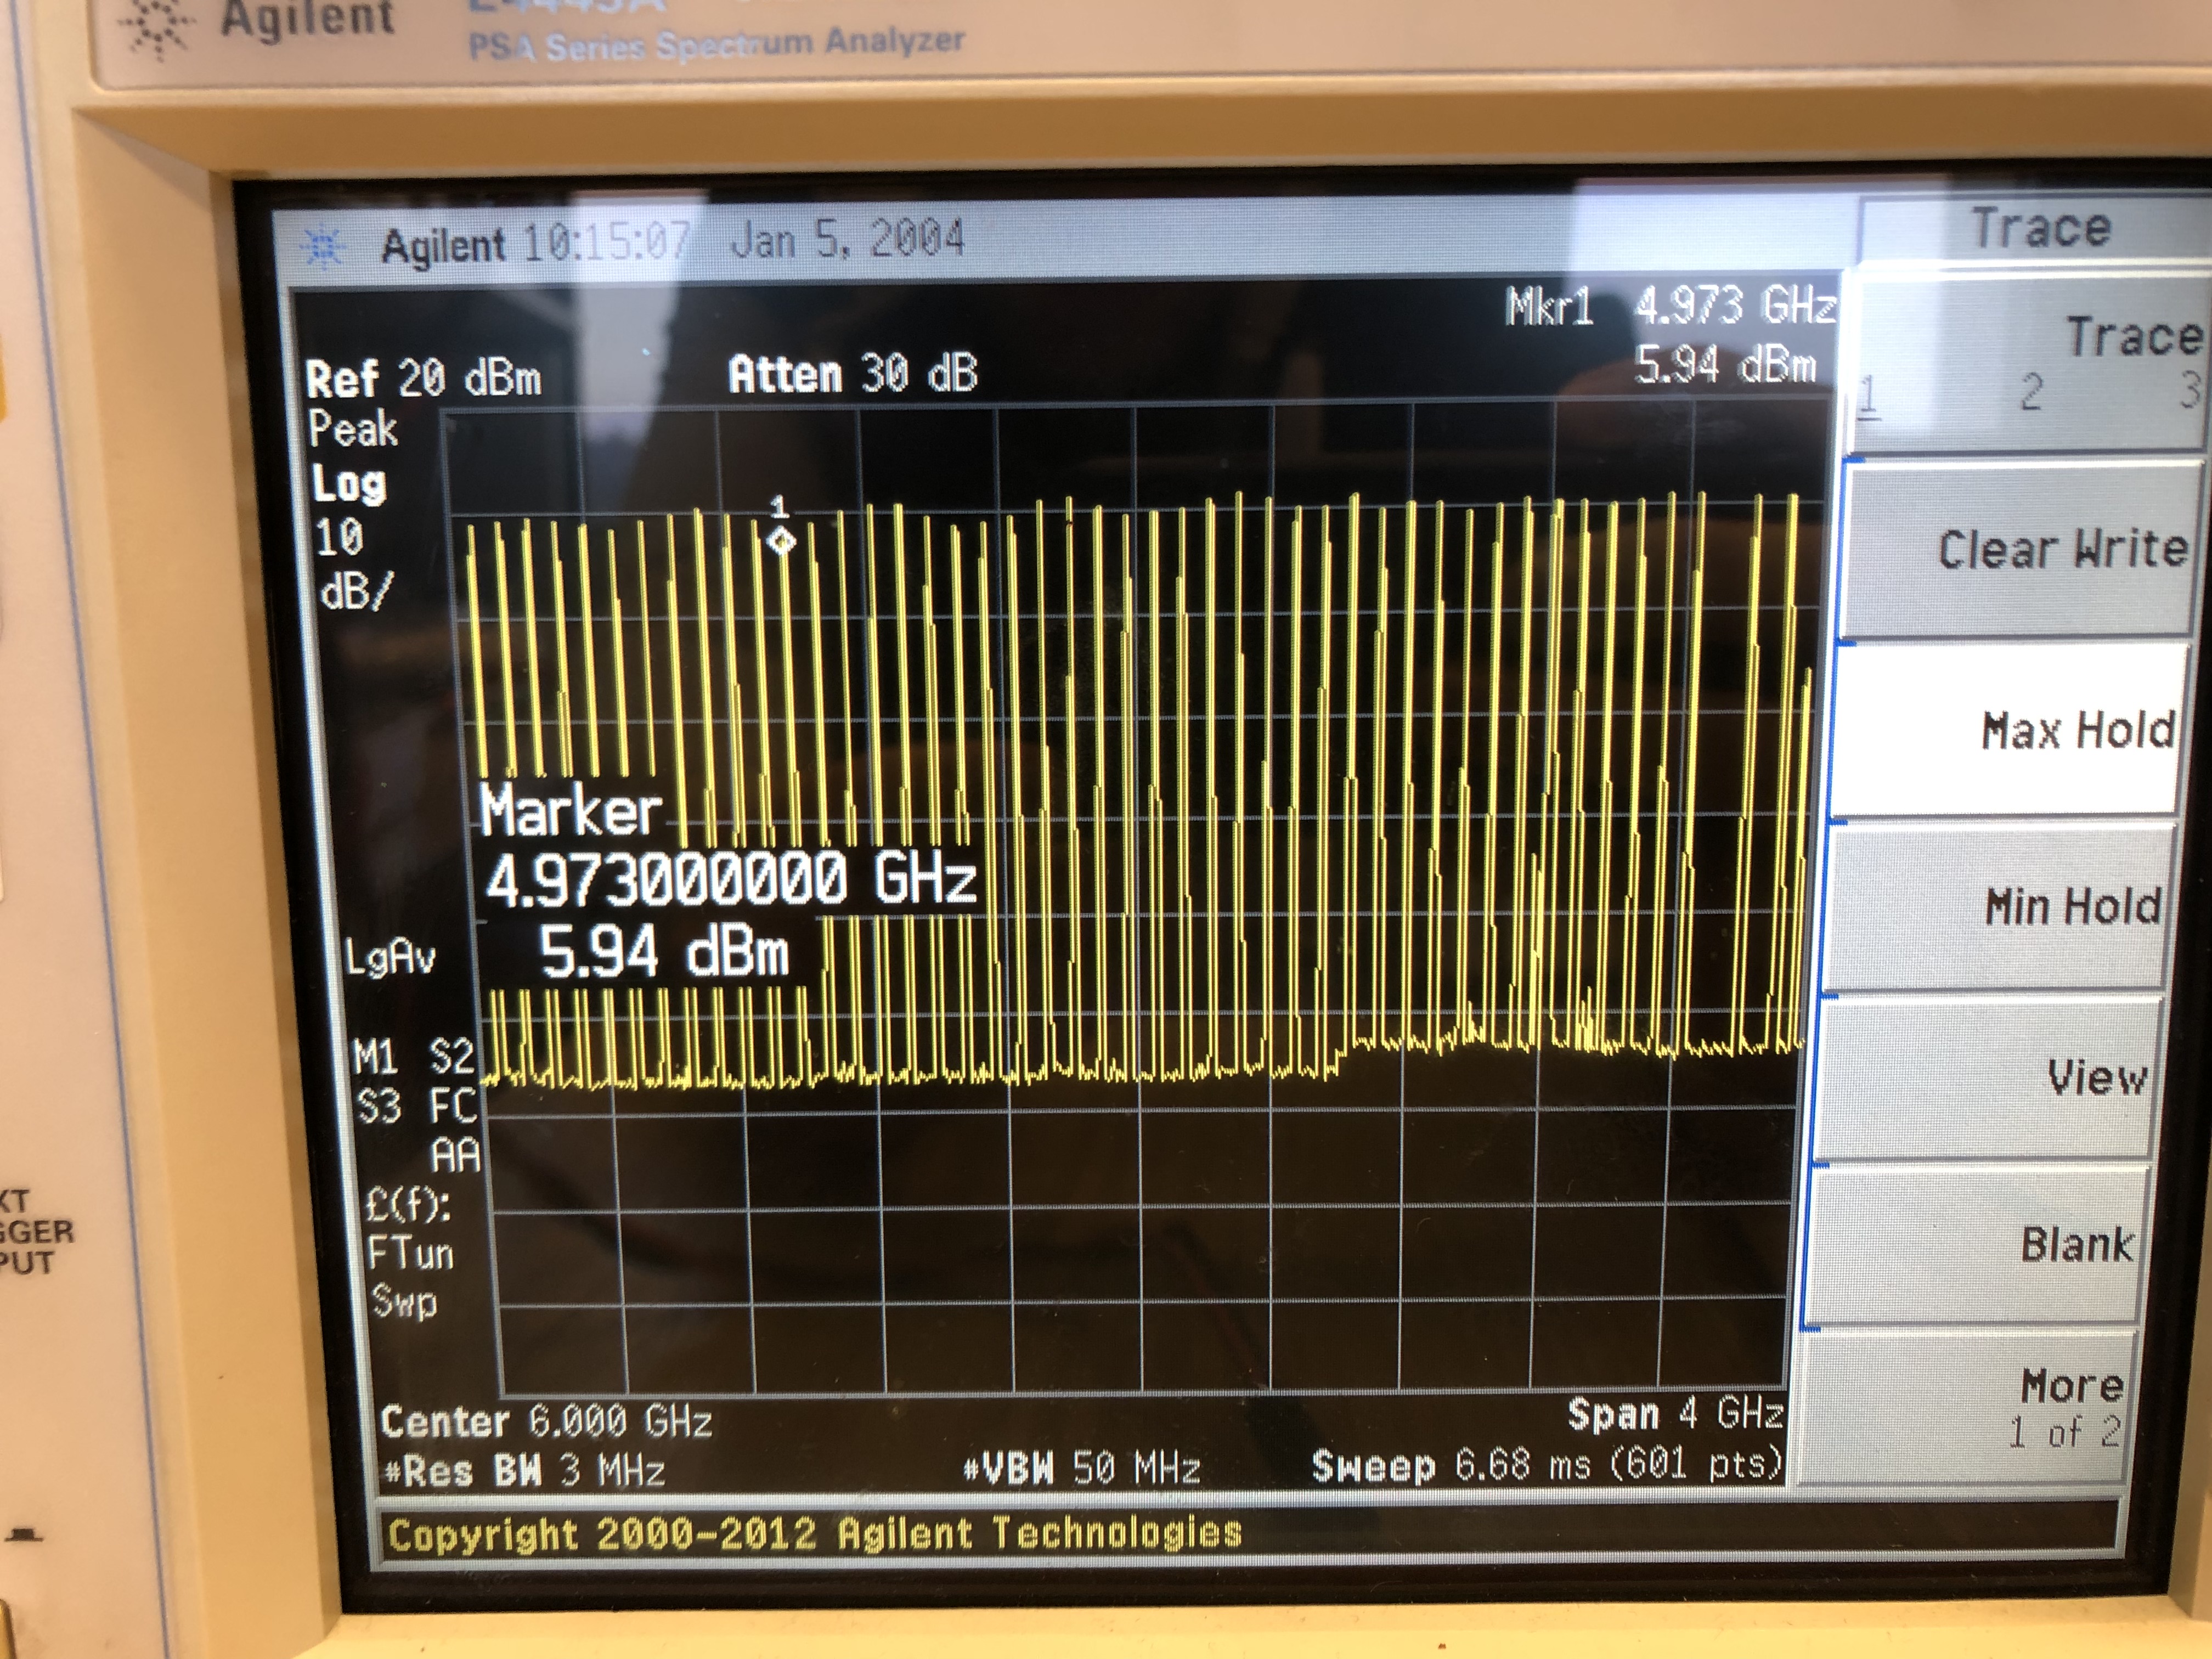 Agilent
PSA Series Spectrum Analyzer
Agilent 10:15:07 Jan 5, 2004
Trace
Mkr1 4.973 GHz
Ref 20 dBm Atten 30 dB 5.94 dBm
Trace
1 2 3
Peak
Log
10
dB/
1
Clear Write
Max Hold
Marker
4.973000000 GHz
5.94 dBm
Min Hold
LgAv
M1 S2
S3 FC
AA
View
£(f):
FTun
Swp
Blank
More
1 of 2
Center 6.000 GHz Span 4 GHz
#Res BW 3 MHz #VBW 50 MHz Sweep 6.68 ms (601 pts)
Copyright 2000-2012 Agilent Technologies